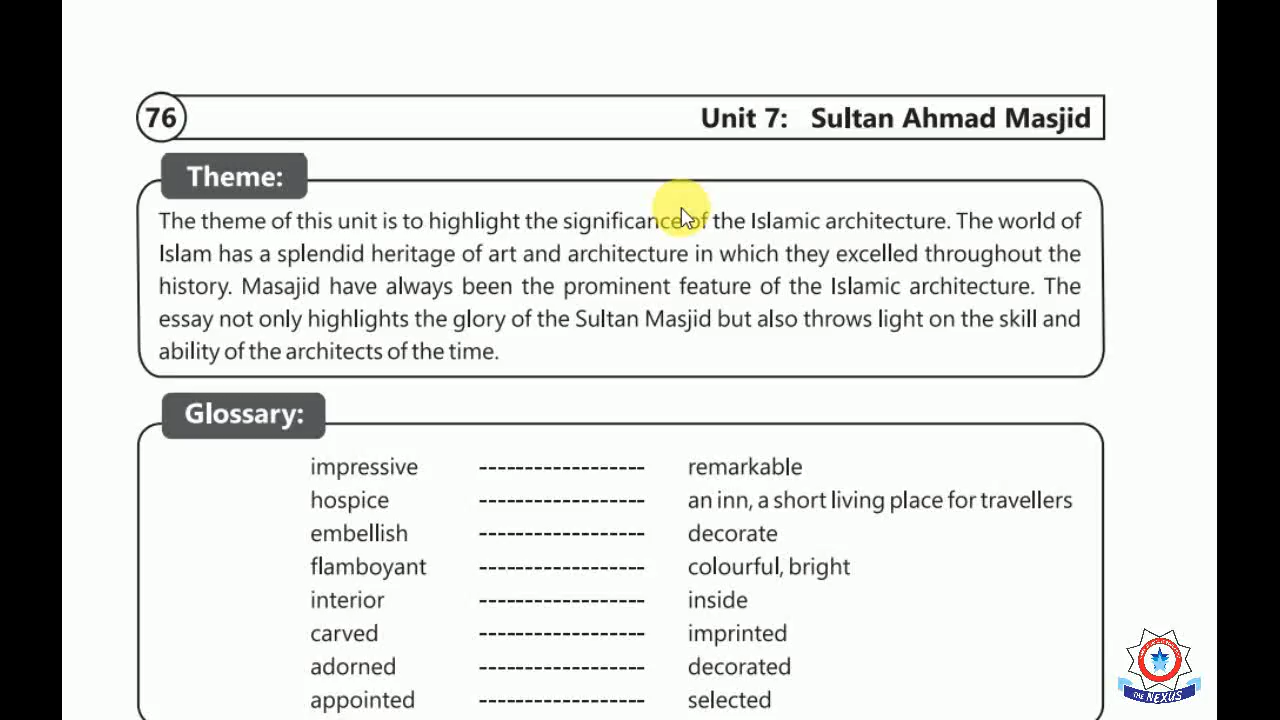 76 Unit 7: Sultan Ahmad Masjid
Theme:
The theme of this unit is to highlight the significance of the Islamic architecture. The world of
Islam has a splendid heritage of art and architecture in which they excelled throughout the
history. Masajid have always been the prominent feature of the Islamic architecture. The
essay not only highlights the glory of the Sultan Masjid but also throws light on the skill and
ability of the architects of the time.
Glossary:
impressive ------------------ remarkable
hospice ------------------ an inn, a short living place for travellers
embellish ------------------ decorate
flamboyant ------------------ colourful, bright
interior ------------------ inside
carved ------------------ imprinted
adorned ------------------ decorated
appointed ------------------ selected
THE NEXUS